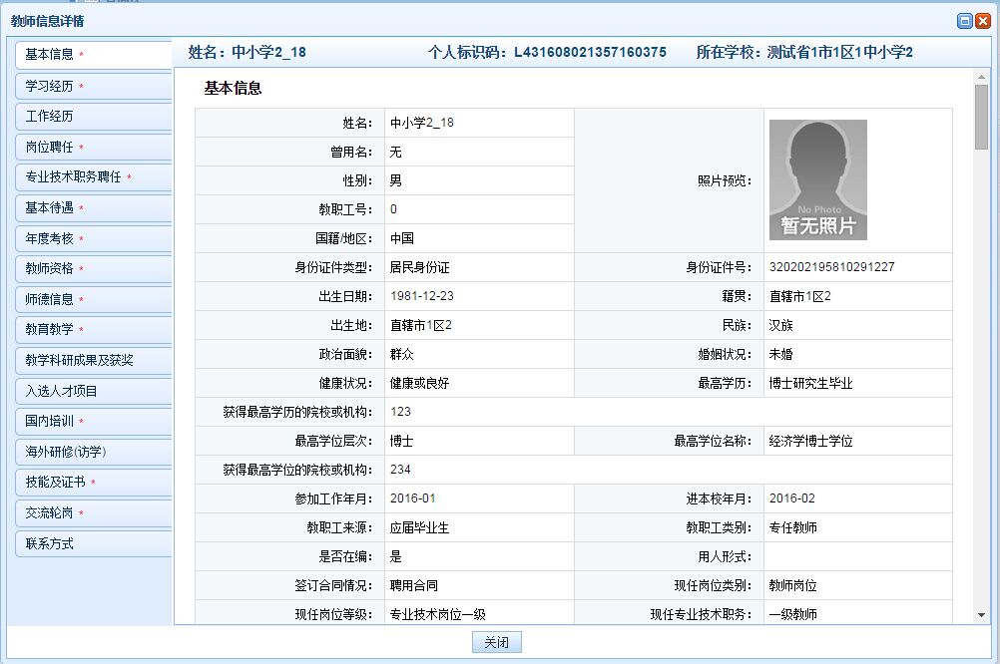 教师信息详情
基本信息 *
学习经历 *
工作经历
岗位聘任 *
专业技术职务聘任 *
基本待遇 *
年度考核 *
教师资格 *
师德信息 *
教育教学 *
教学科研成果及获奖
入选人才项目
国内培训 *
海外研修(访学)
技能及证书 *
交流轮岗 *
联系方式
姓名：中小学2_18 个人标识码：L431608021357160375 所在学校：测试省1市1区1中小学2
基本信息
姓名： 中小学2_18
曾用名： 无
性别： 男
教职工号： 0
国籍/地区： 中国
照片预览：
No Photo
暂无照片
身份证件类型： 居民身份证 身份证件号： 320202195810291227
出生日期： 1981-12-23 籍贯： 直辖市1区2
出生地： 直辖市1区2 民族： 汉族
政治面貌： 群众 婚姻状况： 未婚
健康状况： 健康或良好 最高学历： 博士研究生毕业
获得最高学历的院校或机构： 123
最高学位层次： 博士 最高学位名称： 经济学博士学位
获得最高学位的院校或机构： 234
参加工作年月： 2016-01 进本校年月： 2016-02
教职工来源： 应届毕业生 教职工类别： 专任教师
是否在编： 是 用人形式：
签订合同情况： 聘用合同 现任岗位类别： 教师岗位
现任岗位等级： 专业技术岗位一级 现任专业技术职务： 一级教师
关闭